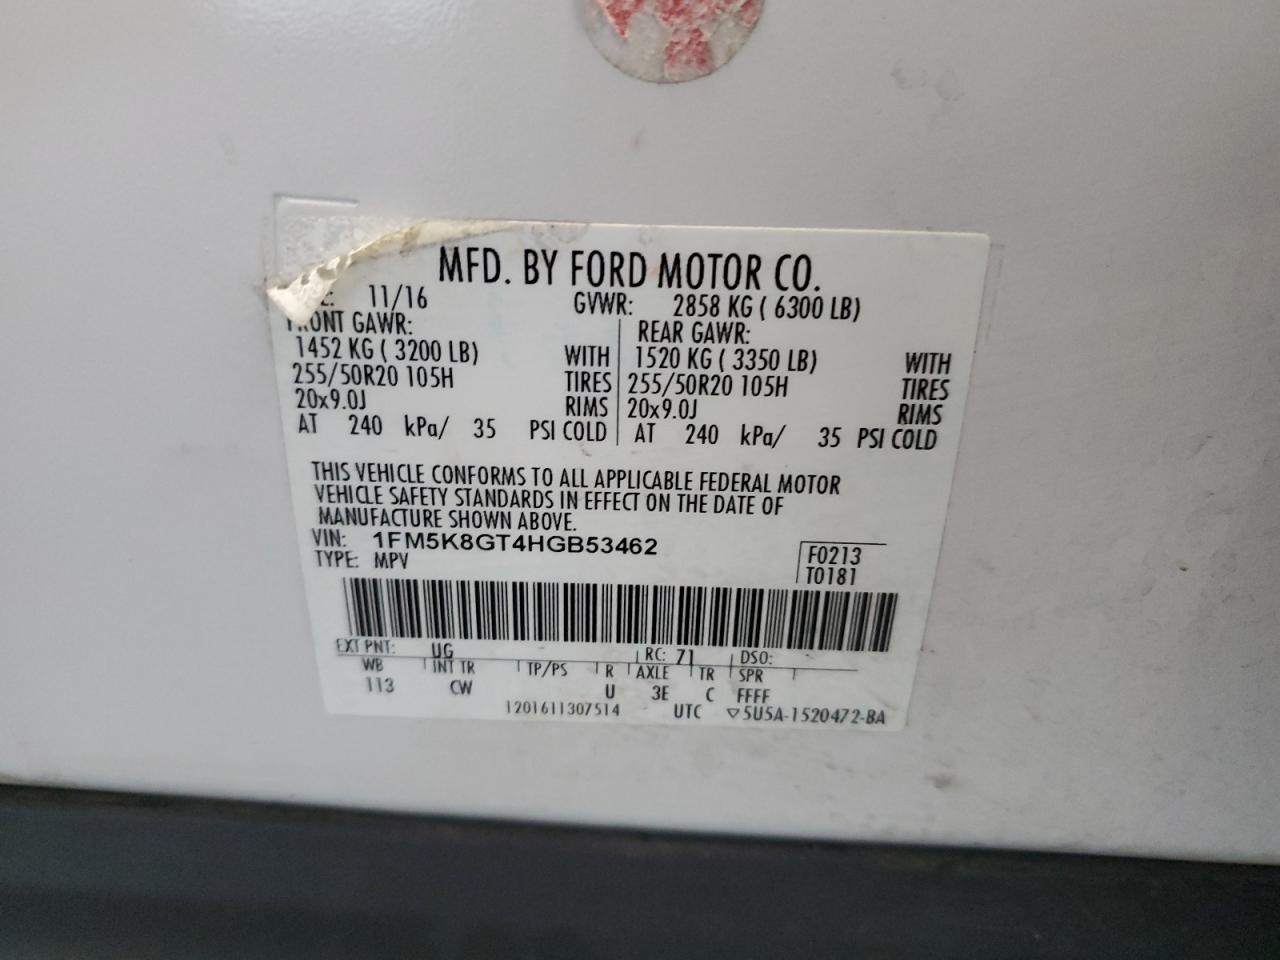 MFD. BY FORD MOTOR CO.
11/16 GVWR: 2858 KG ( 6300 LB)
FRONT GAWR: REAR GAWR:
1452 KG ( 3200 LB) WITH 1520 KG ( 3350 LB) WITH
255/50R20 105H TIRES 255/50R20 105H TIRES
20x9.0J RIMS 20x9.0J RIMS
AT 240 kPa/ 35 PSI COLD AT 240 kPa/ 35 PSI COLD
THIS VEHICLE CONFORMS TO ALL APPLICABLE FEDERAL MOTOR
VEHICLE SAFETY STANDARDS IN EFFECT ON THE DATE OF
MANUFACTURE SHOWN ABOVE.
VIN: 1FM5K8GT4HGB53462 F0213
TYPE: MPV T0181
EXT PNT: UG RC: 71 DSO:
WB INT TR TP/PS R AXLE TR SPR
113 CW U 3E C FFFF
1201611307514 UTC ▽5U5A-1520472-BA